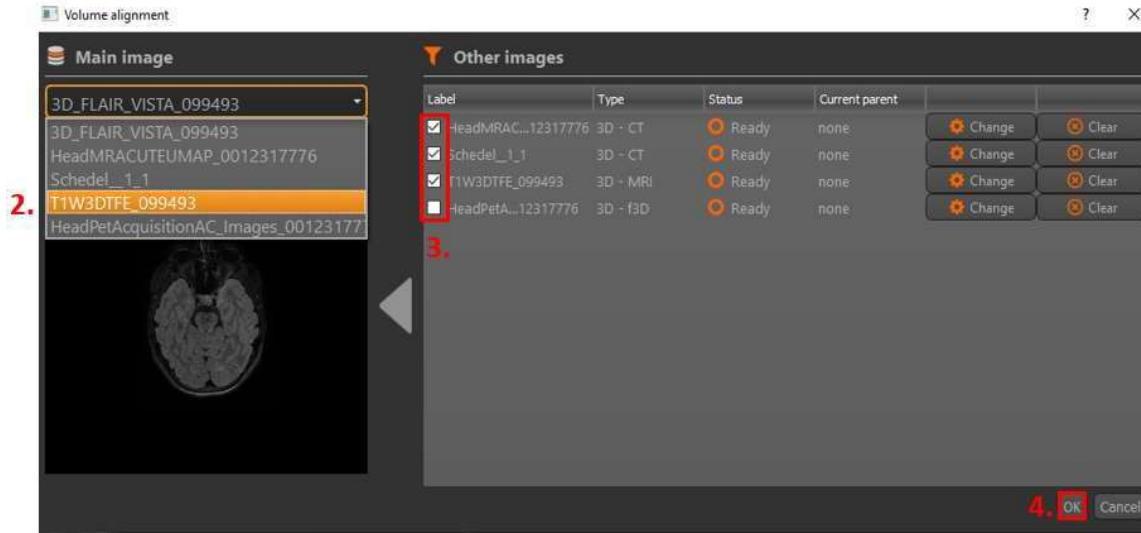 Volume alignment ? ×
Main image
Other images
3D_FLAIR_VISTA_099493
3D_FLAIR_VISTA_099493
HeadMRACUTEUMAP_0012317776
Schedel__1_1
T1W3DTFE_099493
HeadPetAcquisitionAC_Images_00123177
2.
Label Type Status Current parent
HeadMRAC...12317776 3D - CT Ready none Change Clear
Schedel__1_1 3D - CT Ready none Change Clear
T1W3DTFE_099493 3D - MRI Ready none Change Clear
HeadPetA...12317776 3D - f3D Ready none Change Clear
3.
4. OK Cancel